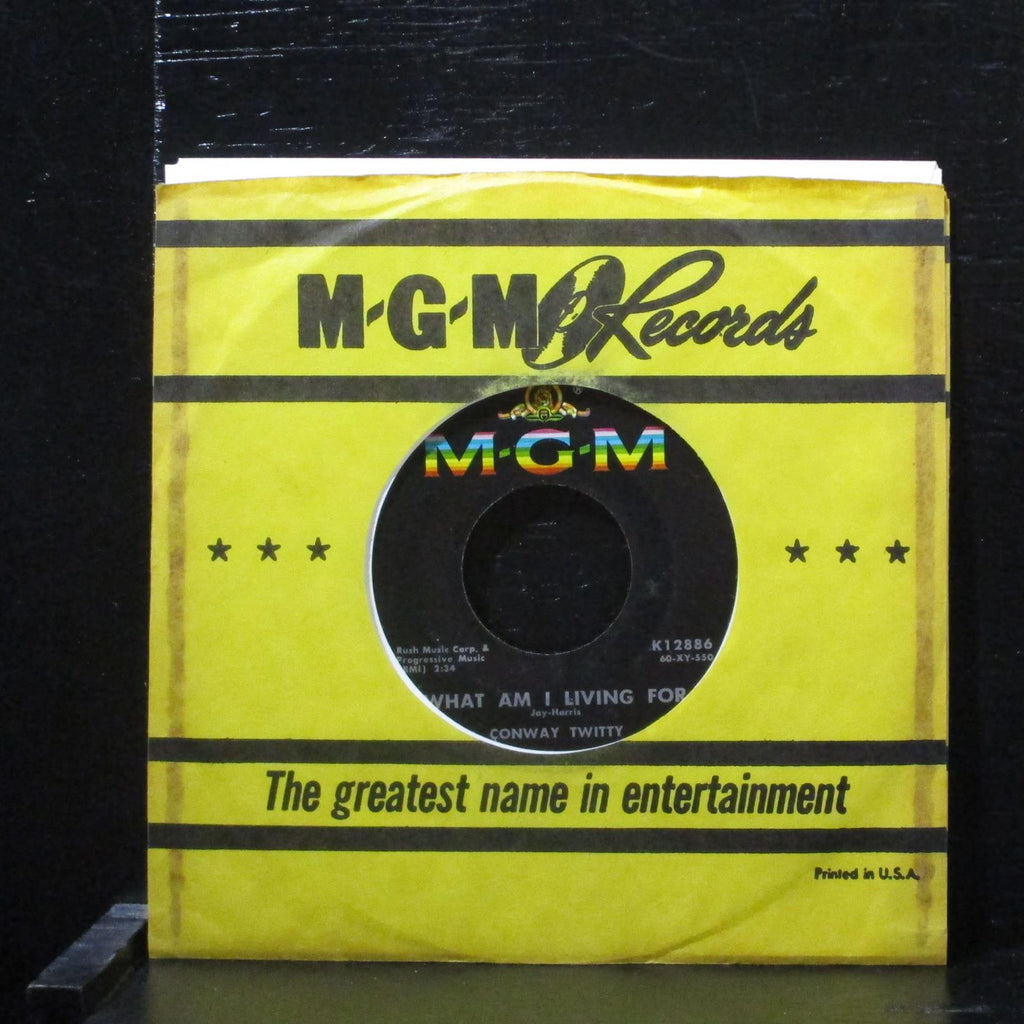 M-G-M Records
M-G-M
Rush Music Corp. &
Progressive Music
(BMI) 2:34
K12886
60-XY-550
WHAT AM I LIVING FOR
Jay-Harris
CONWAY TWITTY
The greatest name in entertainment
Printed in U.S.A.